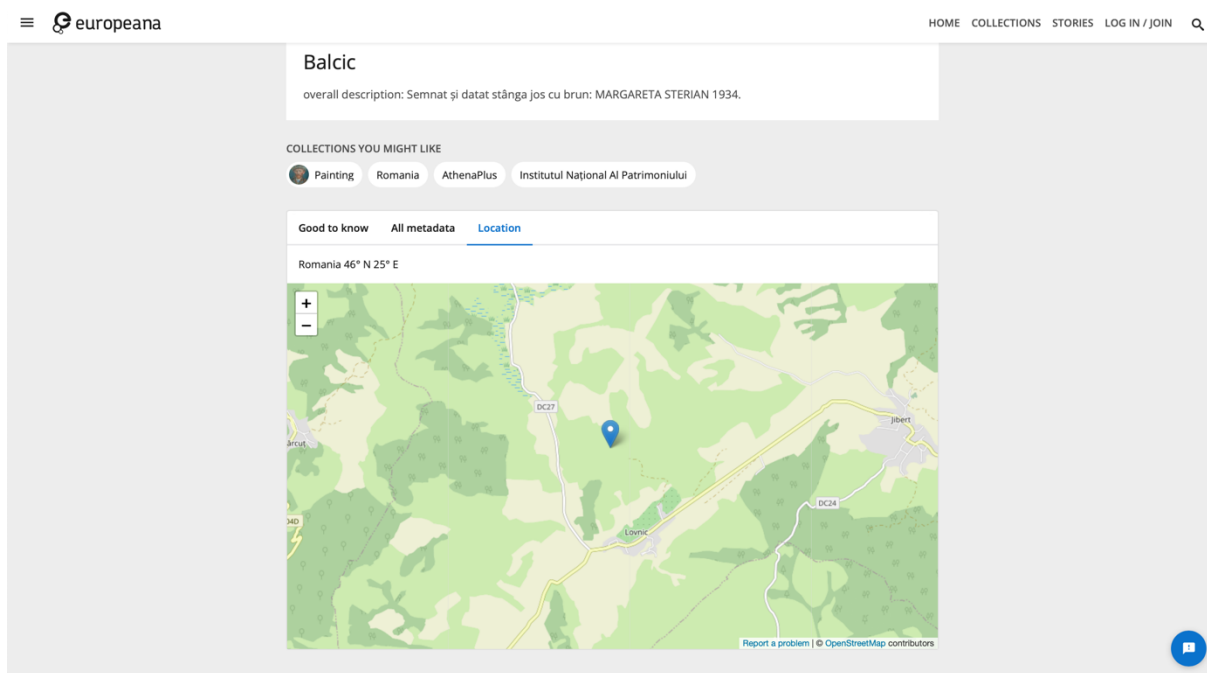 europeana
HOME COLLECTIONS STORIES LOG IN / JOIN
Balcic
overall description: Semnat și datat stânga jos cu brun: MARGARETA STERIAN 1934.
COLLECTIONS YOU MIGHT LIKE
Painting Romania AthenaPlus Institutul Național Al Patrimoniului
Good to know All metadata Location
Romania 46° N 25° E
+
−
DC27
Jibert
ârcut
DC24
04D
Lovnic
Report a problem | © OpenStreetMap contributors